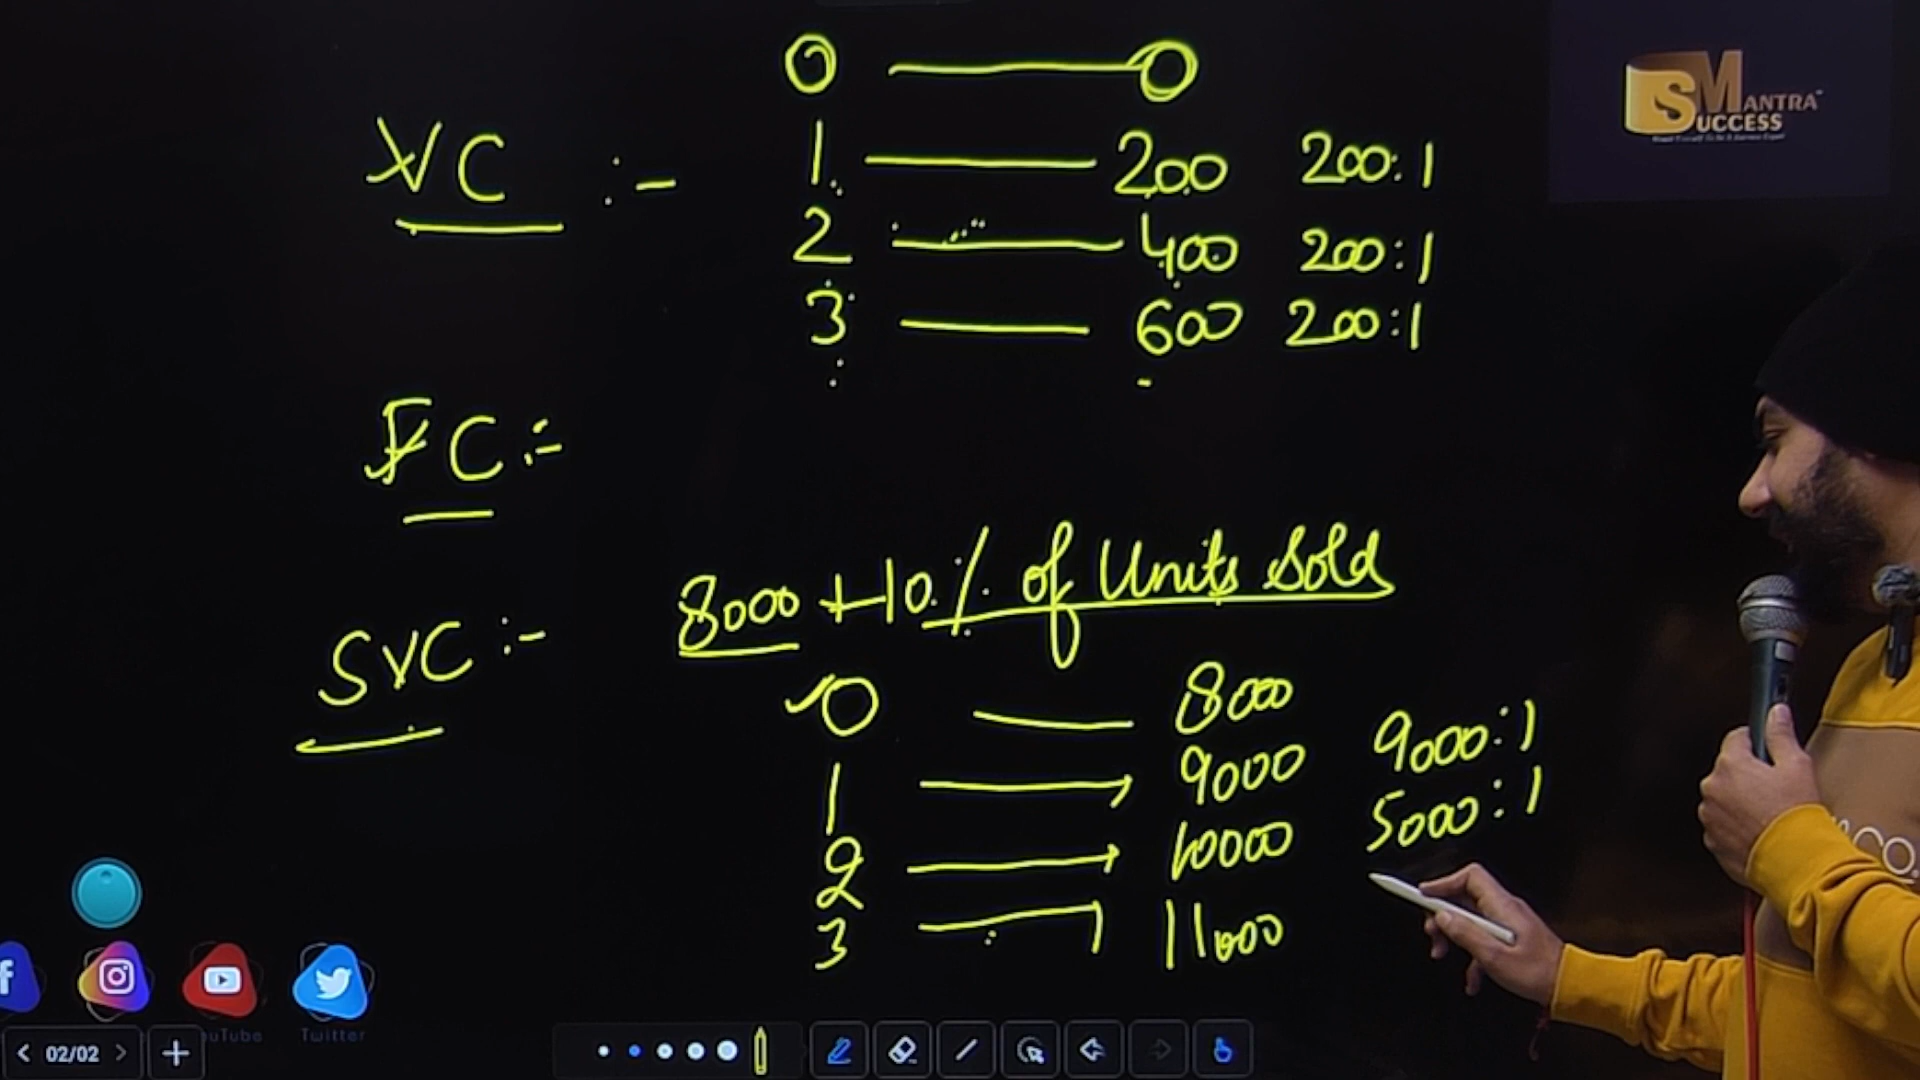 0 — 0
VC :- 1 — 200 200:1
2 — 400 200:1
3 — 600 200:1
FC :-
SVC :- 8000 + 10% of Units Sold
0 — 8000
1 — 9000 9000:1
2 — 10000 5000:1
3 — 11000
SMANTRA
SUCCESS
CO.
YouTube Twitter
< 02/02 > +